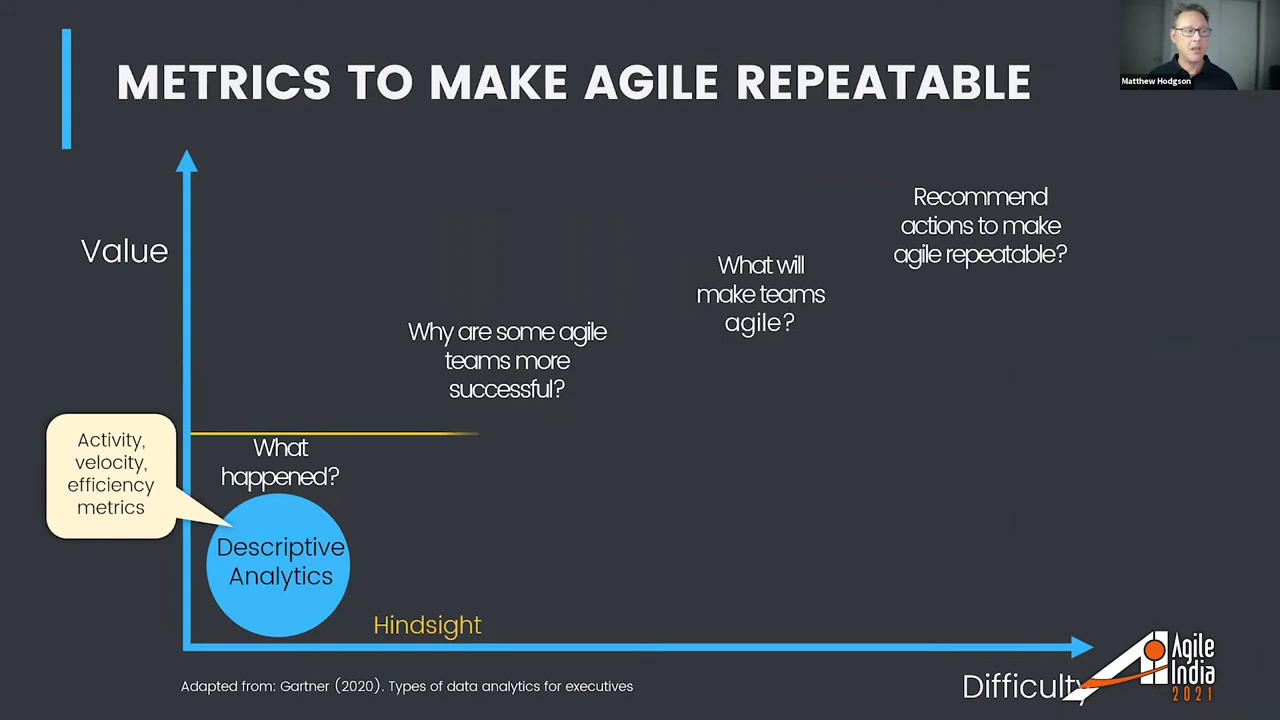 METRICS TO MAKE AGILE REPEATABLE
Matthew Hodgson
Value
Recommend
actions to make
agile repeatable?
What will
make teams
agile?
Why are some agile
teams more
successful?
Activity,
velocity,
efficiency
metrics
What
happened?
Descriptive
Analytics
Hindsight
Difficulty
Adapted from: Gartner (2020). Types of data analytics for executives
Agile
India
2021